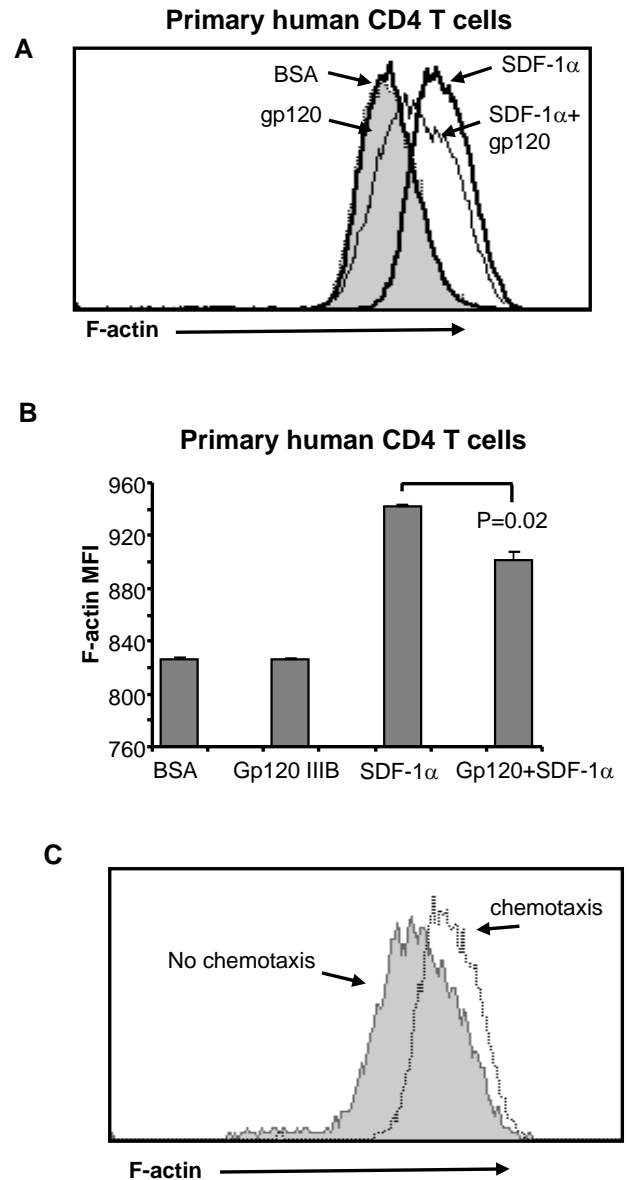 Primary human CD4 T cells
A
BSA
SDF-1α
gp120
SDF-1α+
gp120
F-actin
B
Primary human CD4 T cells
960
920
880
840
800
760
F-actin MFI
P=0.02
BSA
Gp120 IIIB
SDF-1α
Gp120+SDF-1α
C
chemotaxis
No chemotaxis
F-actin